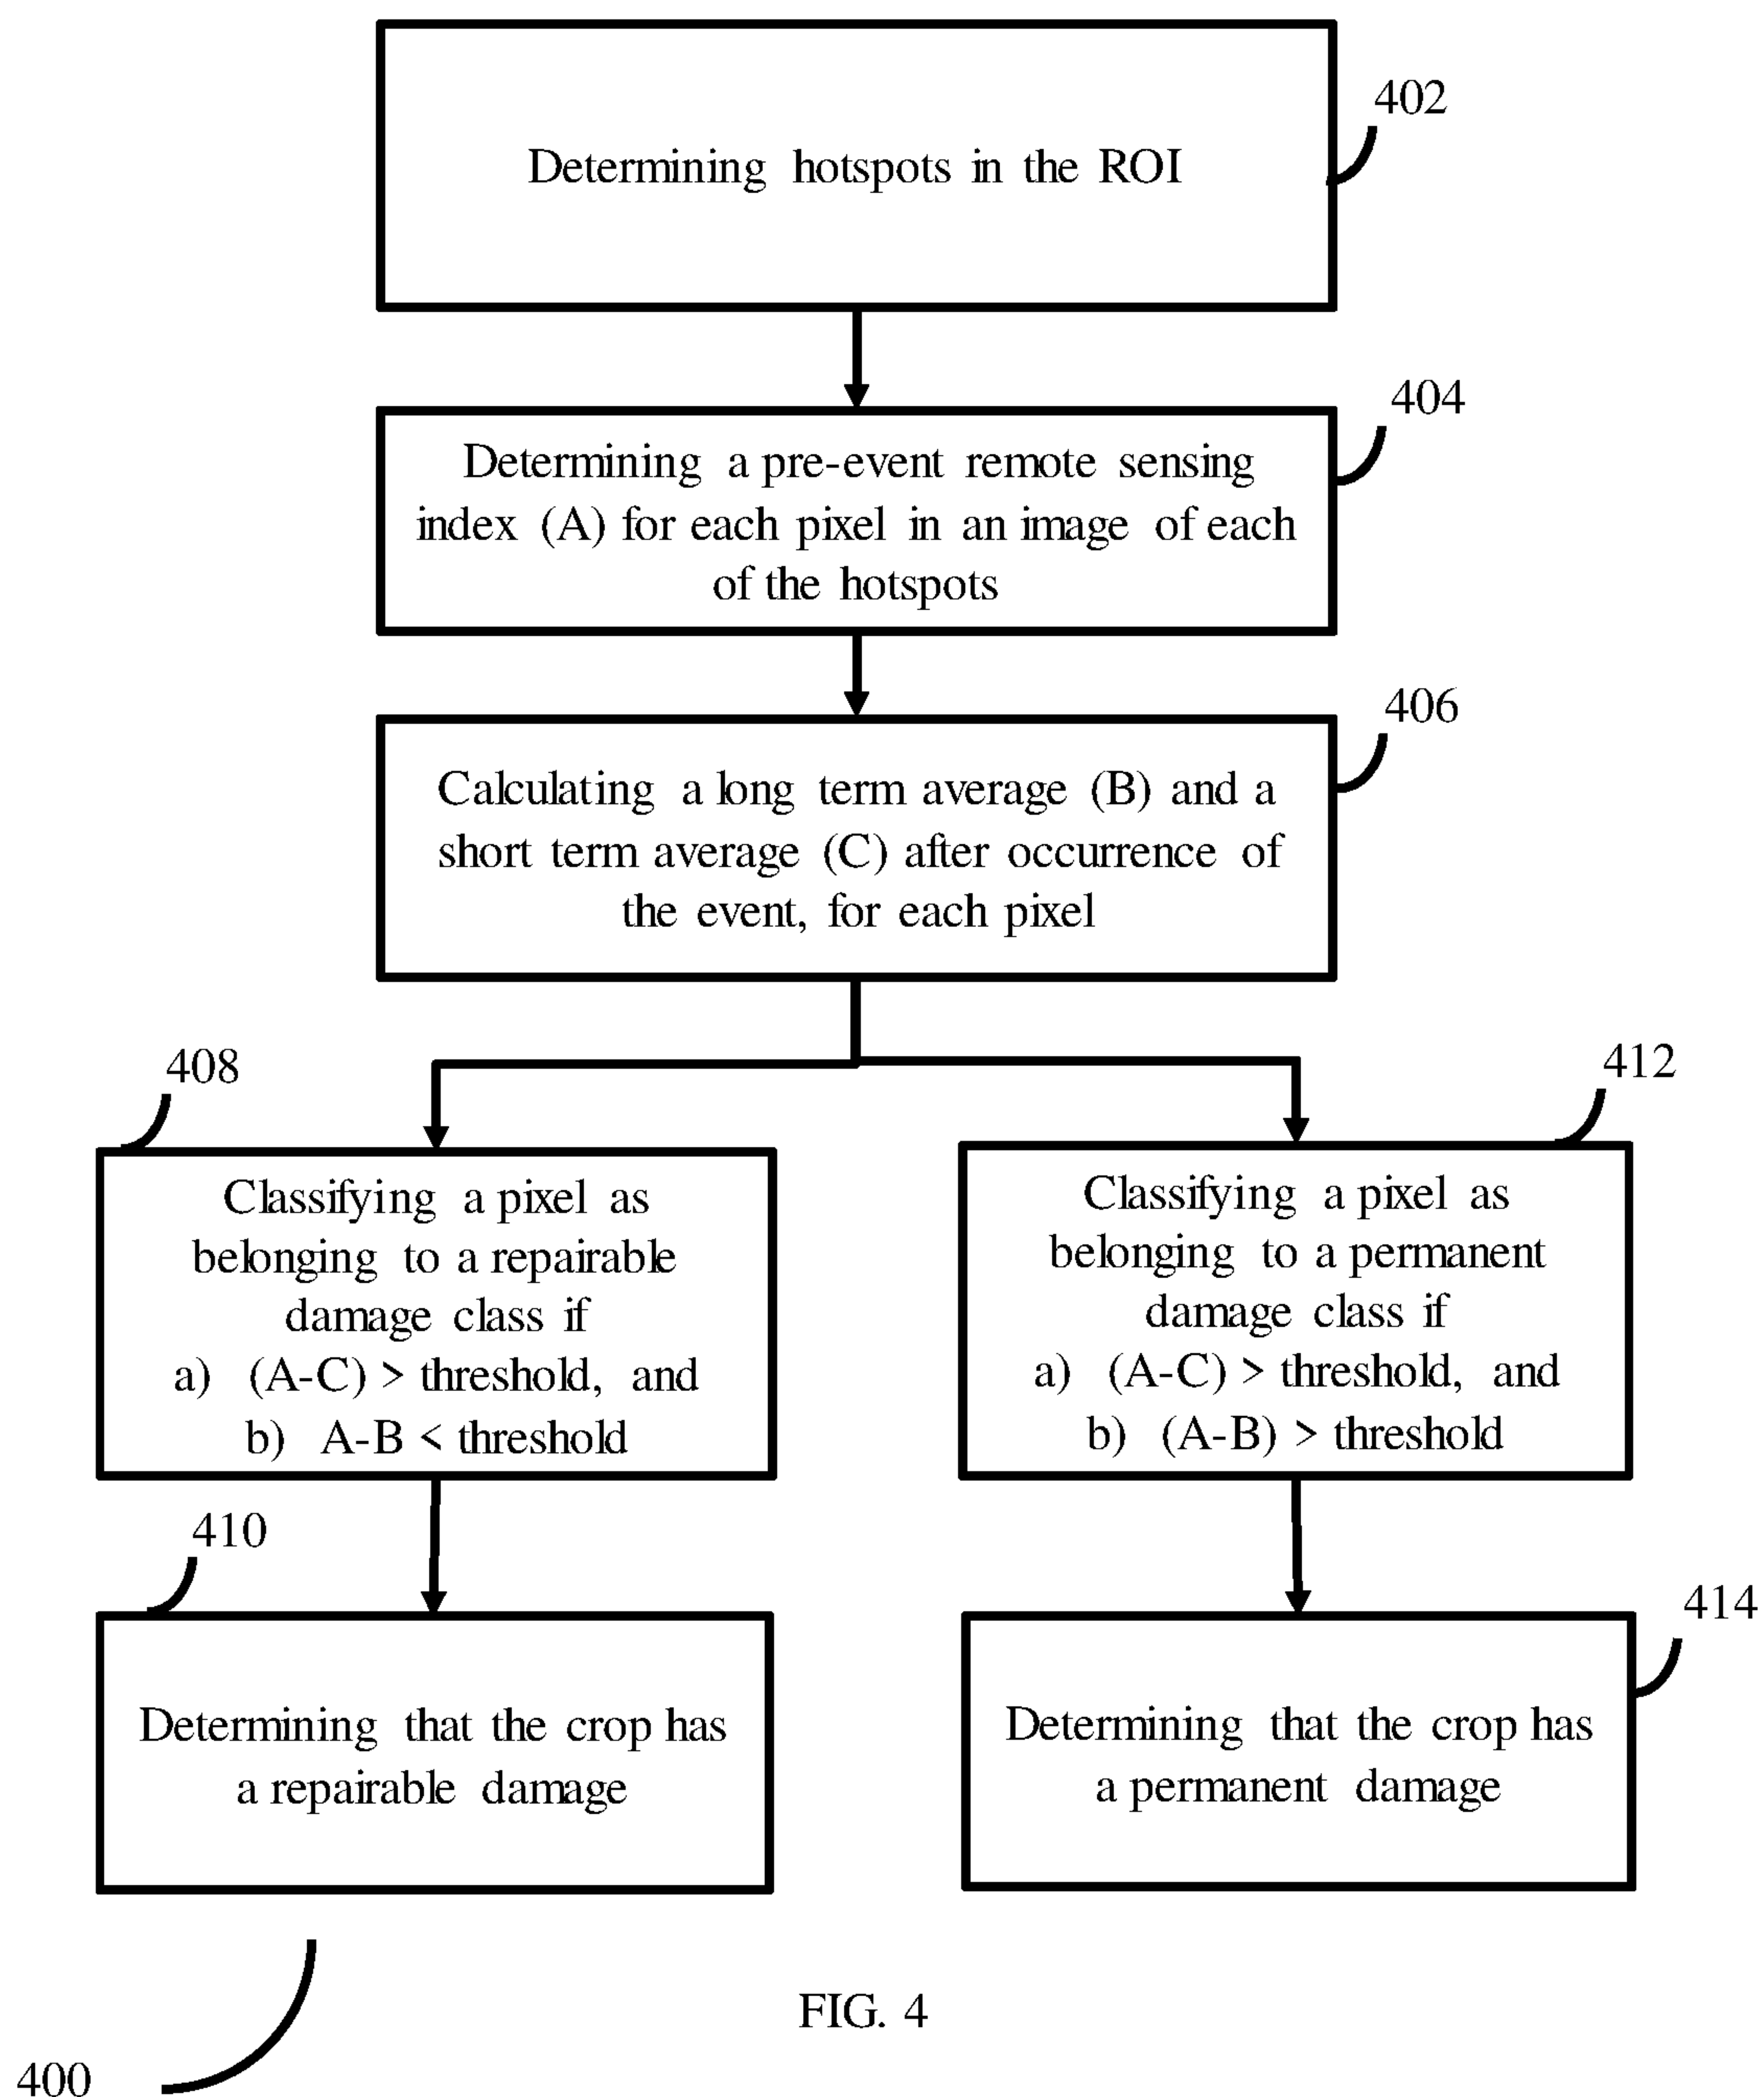 402
Determining hotspots in the ROI
404
Determining a pre-event remote sensing
index (A) for each pixel in an image of each
of the hotspots
406
Calculating a long term average (B) and a
short term average (C) after occurrence of
the event, for each pixel
408
Classifying a pixel as
belonging to a repairable
damage class if
a) (A-C) > threshold, and
b) A-B < threshold
412
Classifying a pixel as
belonging to a permanent
damage class if
a) (A-C) > threshold, and
b) (A-B) > threshold
410
Determining that the crop has
a repairable damage
414
Determining that the crop has
a permanent damage
FIG. 4
400